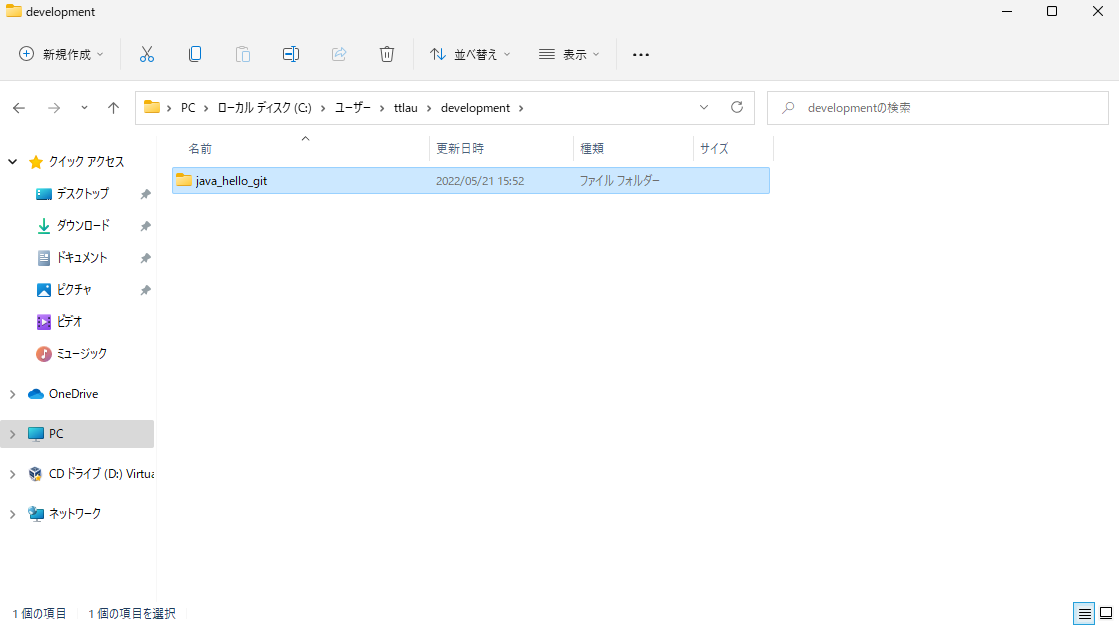 development
新規作成
並べ替え
表示
PC
ローカル ディスク (C:)
ユーザー
ttlau
development
developmentの検索
名前
更新日時
種類
サイズ
java_hello_git
2022/05/21 15:52
ファイル フォルダー
クイック アクセス
デスクトップ
ダウンロード
ドキュメント
ピクチャ
ビデオ
ミュージック
OneDrive
PC
CD ドライブ (D:) Virtua
ネットワーク
1 個の項目
1 個の項目を選択